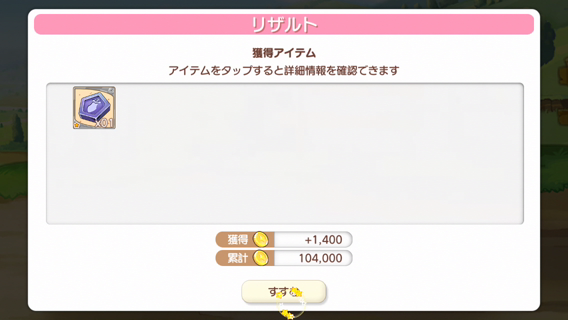 リザルト
獲得アイテム
アイテムをタップすると詳細情報を確認できます
x01
獲得 +1,400
累計 104,000
すすむ